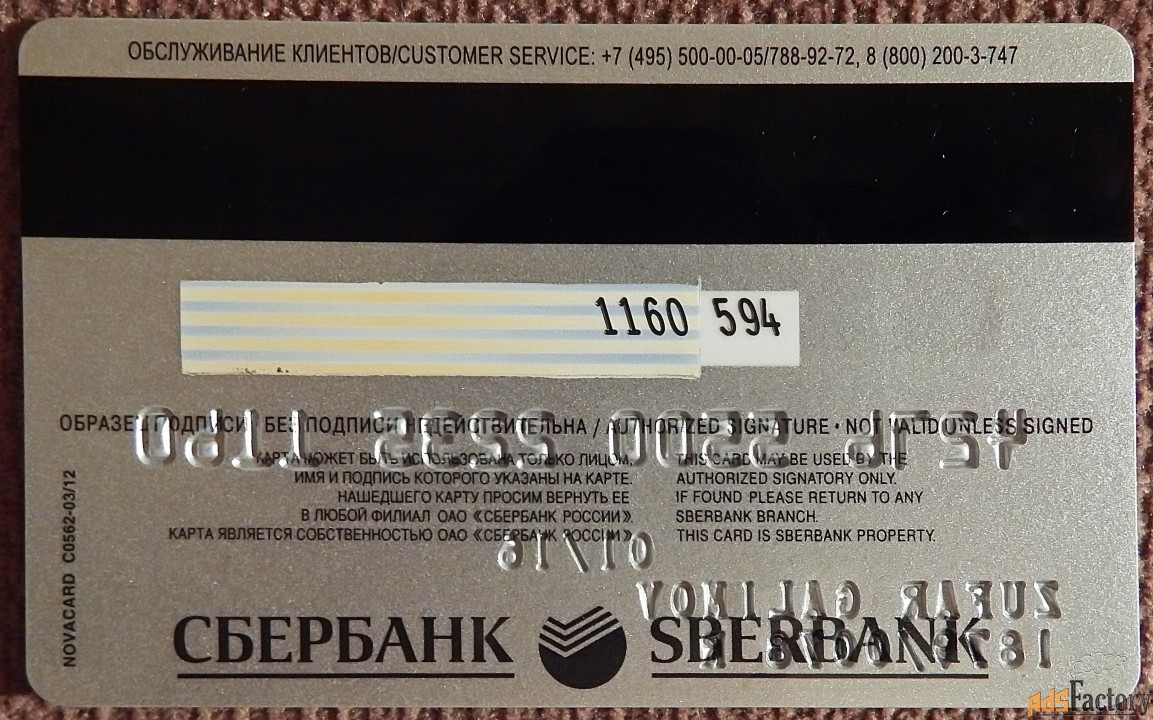 ОБСЛУЖИВАНИЕ КЛИЕНТОВ/CUSTOMER SERVICE: +7 (495) 500-00-05/788-92-72, 8 (800) 200-3-747
1160 594
ОБРАЗЕЦ ПОДПИСИ БЕЗ ПОДПИСИ НЕДЕЙСТВИТЕЛЬНА / AUTHORIZED SIGNATURE • NOT VALID UNLESS SIGNED
КАРТА МОЖЕТ БЫТЬ ИСПОЛЬЗОВАНА ТОЛЬКО ЛИЦОМ,
ИМЯ И ПОДПИСЬ КОТОРОГО УКАЗАНЫ НА КАРТЕ.
НАШЕДШЕГО КАРТУ ПРОСИМ ВЕРНУТЬ ЕЕ
В ЛЮБОЙ ФИЛИАЛ ОАО «СБЕРБАНК РОССИИ».
КАРТА ЯВЛЯЕТСЯ СОБСТВЕННОСТЬЮ ОАО «СБЕРБАНК РОССИИ».
THIS CARD MAY BE USED BY THE
AUTHORIZED SIGNATORY ONLY.
IF FOUND PLEASE RETURN TO ANY
SBERBANK BRANCH.
THIS CARD IS SBERBANK PROPERTY.
01/16
ZUFAR GALIMOV
NOVACARD C0562-03/12
СБЕРБАНК SBERBANK
adsFactory